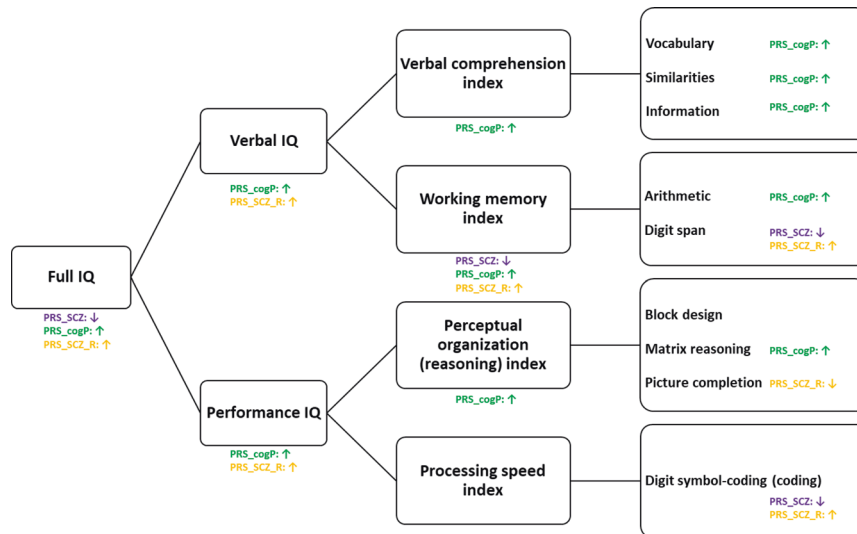 Full IQ
PRS_SCZ: ↓
PRS_cogP: ↑
PRS_SCZ_R: ↑
Verbal IQ
PRS_cogP: ↑
PRS_SCZ_R: ↑
Performance IQ
PRS_cogP: ↑
PRS_SCZ_R: ↑
Verbal comprehension
index
PRS_cogP: ↑
Working memory
index
PRS_SCZ: ↓
PRS_cogP: ↑
PRS_SCZ_R: ↑
Perceptual
organization
(reasoning) index
PRS_cogP: ↑
Processing speed
index
Vocabulary PRS_cogP: ↑
Similarities PRS_cogP: ↑
Information PRS_cogP: ↑
Arithmetic PRS_cogP: ↑
Digit span PRS_SCZ: ↓
PRS_SCZ_R: ↑
Block design
Matrix reasoning PRS_cogP: ↑
Picture completion PRS_SCZ_R: ↓
Digit symbol-coding (coding)
PRS_SCZ: ↓
PRS_SCZ_R: ↑